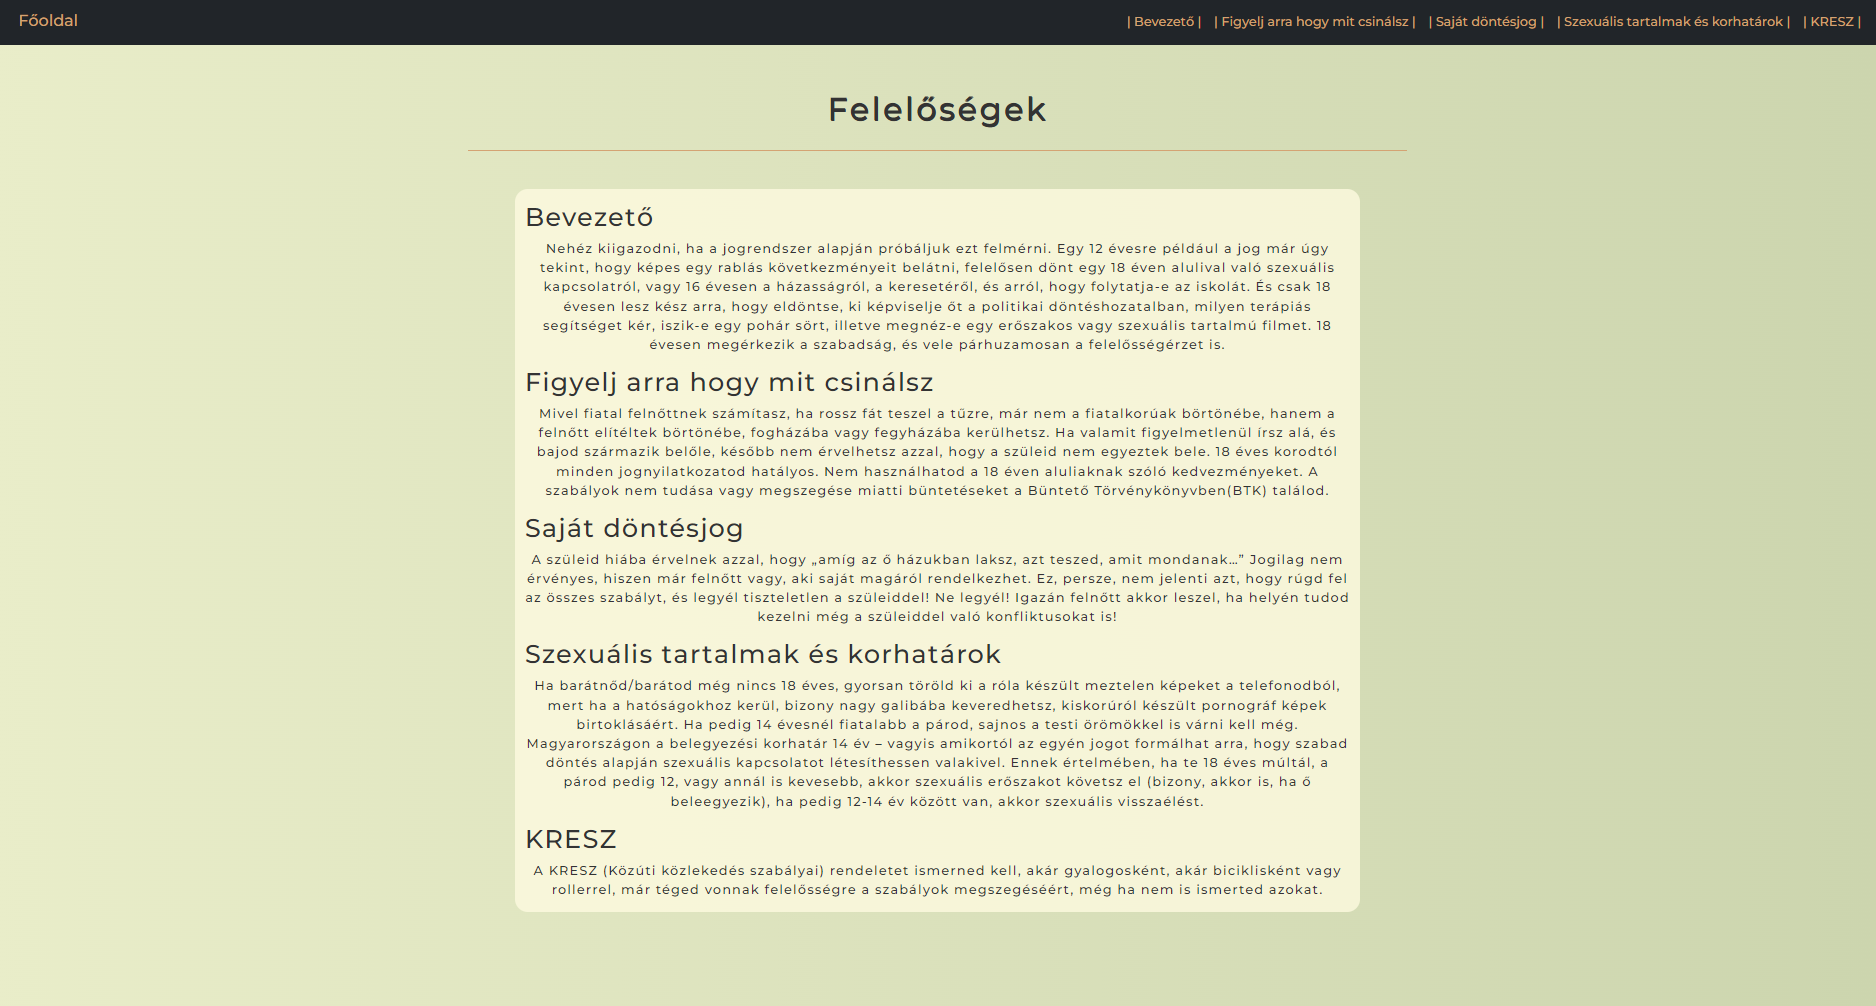 Főoldal
| Bevezető | | Figyelj arra hogy mit csinálsz | | Saját döntésjog | | Szexuális tartalmak és korhatárok | | KRESZ |
Felelőségek
Bevezető
Nehéz kiigazodni, ha a jogrendszer alapján próbáljuk ezt felmérni. Egy 12 évesre például a jog már úgy
tekint, hogy képes egy rablás következményeit belátni, felelősen dönt egy 18 éven alulival való szexuális
kapcsolatról, vagy 16 évesen a házasságról, a keresetéről, és arról, hogy folytatja-e az iskolát. És csak 18
évesen lesz kész arra, hogy eldöntse, ki képviselje őt a politikai döntéshozatalban, milyen terápiás
segítséget kér, iszik-e egy pohár sört, illetve megnéz-e egy erőszakos vagy szexuális tartalmú filmet. 18
évesen megérkezik a szabadság, és vele párhuzamosan a felelősségérzet is.
Figyelj arra hogy mit csinálsz
Mivel fiatal felnőttnek számítasz, ha rossz fát teszel a tűzre, már nem a fiatalkorúak börtönébe, hanem a
felnőtt elítéltek börtönébe, fogházába vagy fegyházába kerülhetsz. Ha valamit figyelmetlenül írsz alá, és
bajod származik belőle, később nem érvelhetsz azzal, hogy a szüleid nem egyeztek bele. 18 éves korodtól
minden jognyilatkozatod hatályos. Nem használhatod a 18 éven aluliaknak szóló kedvezményeket. A
szabályok nem tudása vagy megszegése miatti büntetéseket a Büntető Törvénykönyvben(BTK) találod.
Saját döntésjog
A szüleid hiába érvelnek azzal, hogy „amíg az ő házukban laksz, azt teszed, amit mondanak…” Jogilag nem
érvényes, hiszen már felnőtt vagy, aki saját magáról rendelkezhet. Ez, persze, nem jelenti azt, hogy rúgd fel
az összes szabályt, és legyél tiszteletlen a szüleiddel! Ne legyél! Igazán felnőtt akkor leszel, ha helyén tudod
kezelni még a szüleiddel való konfliktusokat is!
Szexuális tartalmak és korhatárok
Ha barátnőd/barátod még nincs 18 éves, gyorsan töröld ki a róla készült meztelen képeket a telefonodból,
mert ha a hatóságokhoz kerül, bizony nagy galibába keveredhetsz, kiskorúról készült pornográf képek
birtoklásáért. Ha pedig 14 évesnél fiatalabb a párod, sajnos a testi örömökkel is várni kell még.
Magyarországon a belegyezési korhatár 14 év – vagyis amikortól az egyén jogot formálhat arra, hogy szabad
döntés alapján szexuális kapcsolatot létesíthessen valakivel. Ennek értelmében, ha te 18 éves múltál, a
párod pedig 12, vagy annál is kevesebb, akkor szexuális erőszakot követsz el (bizony, akkor is, ha ő
beleegyezik), ha pedig 12-14 év között van, akkor szexuális visszaélést.
KRESZ
A KRESZ (Közúti közlekedés szabályai) rendeletet ismerned kell, akár gyalogosként, akár biciklisként vagy
rollerrel, már téged vonnak felelősségre a szabályok megszegéséért, még ha nem is ismerted azokat.